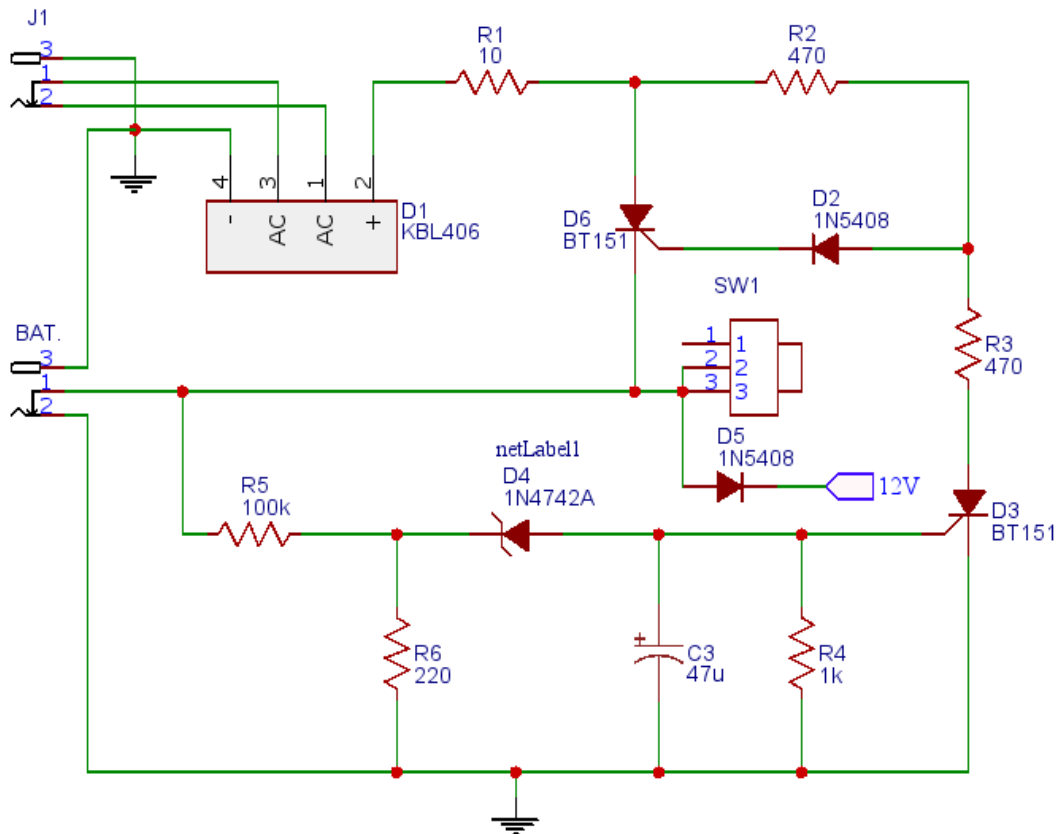 J1
3
1
2
R1
10
R2
470
4
3
1
2
- AC AC +
D1
KBL406
D6
BT151
D2
1N5408
SW1
1 1
2 2
3 3
R3
470
BAT.
3
1
2
D5
1N5408
12V
netLabel1
D4
1N4742A
R5
100k
D3
BT151
R6
220
+
C3
47u
R4
1k